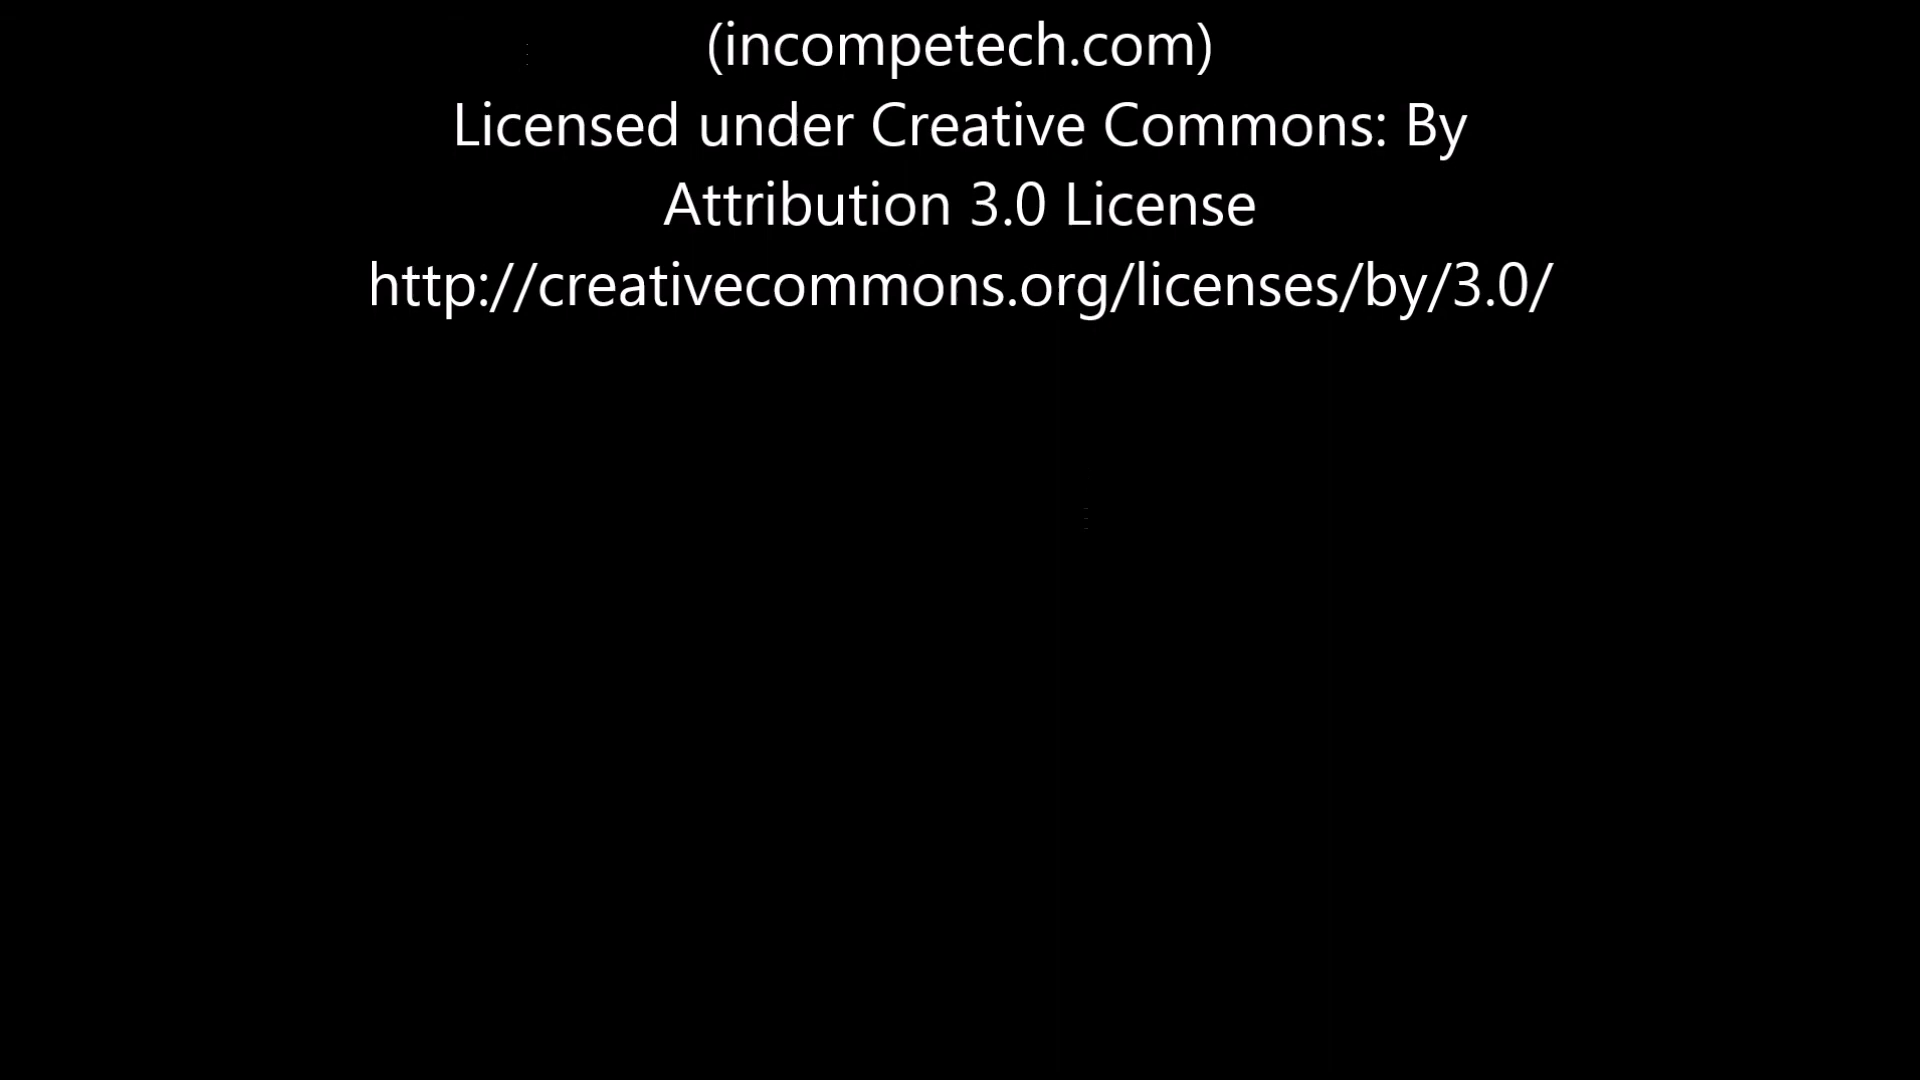 (incompetech.com)
Licensed under Creative Commons: By
Attribution 3.0 License
http://creativecommons.org/licenses/by/3.0/